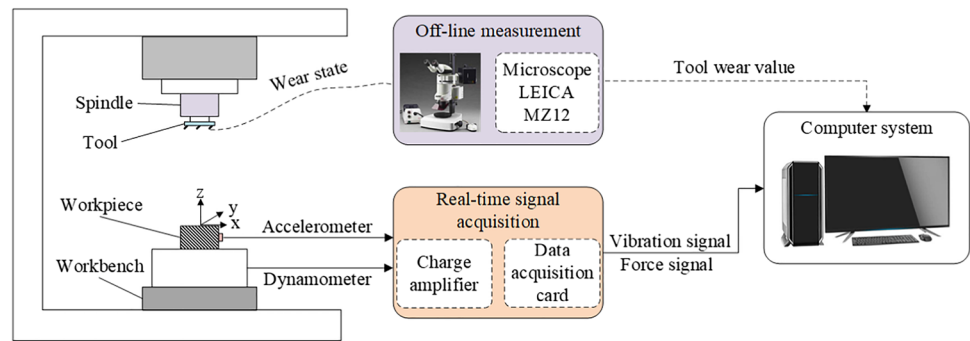 Off-line measurement
Microscope
LEICA
MZ12
Wear state
Tool wear value
Spindle
Tool
Computer system
z
y
x
Workpiece
Workbench
Accelerometer
Dynamometer
Real-time signal
acquisition
Charge
amplifier
Data
acquisition
card
Vibration signal
Force signal